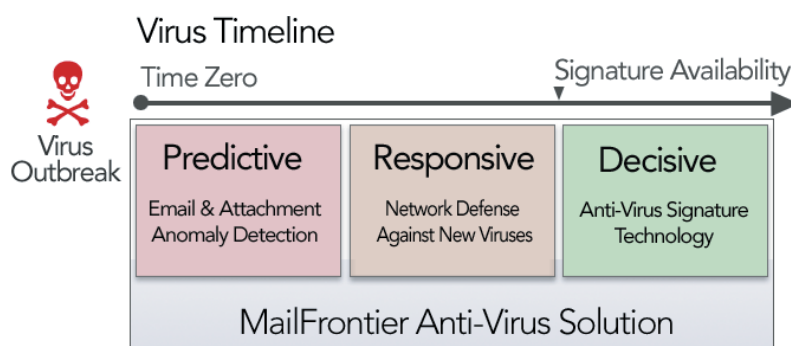 Virus Timeline
Time Zero
Signature Availability
Virus
Outbreak
Predictive
Email & Attachment
Anomaly Detection
Responsive
Network Defense
Against New Viruses
Decisive
Anti-Virus Signature
Technology
MailFrontier Anti-Virus Solution